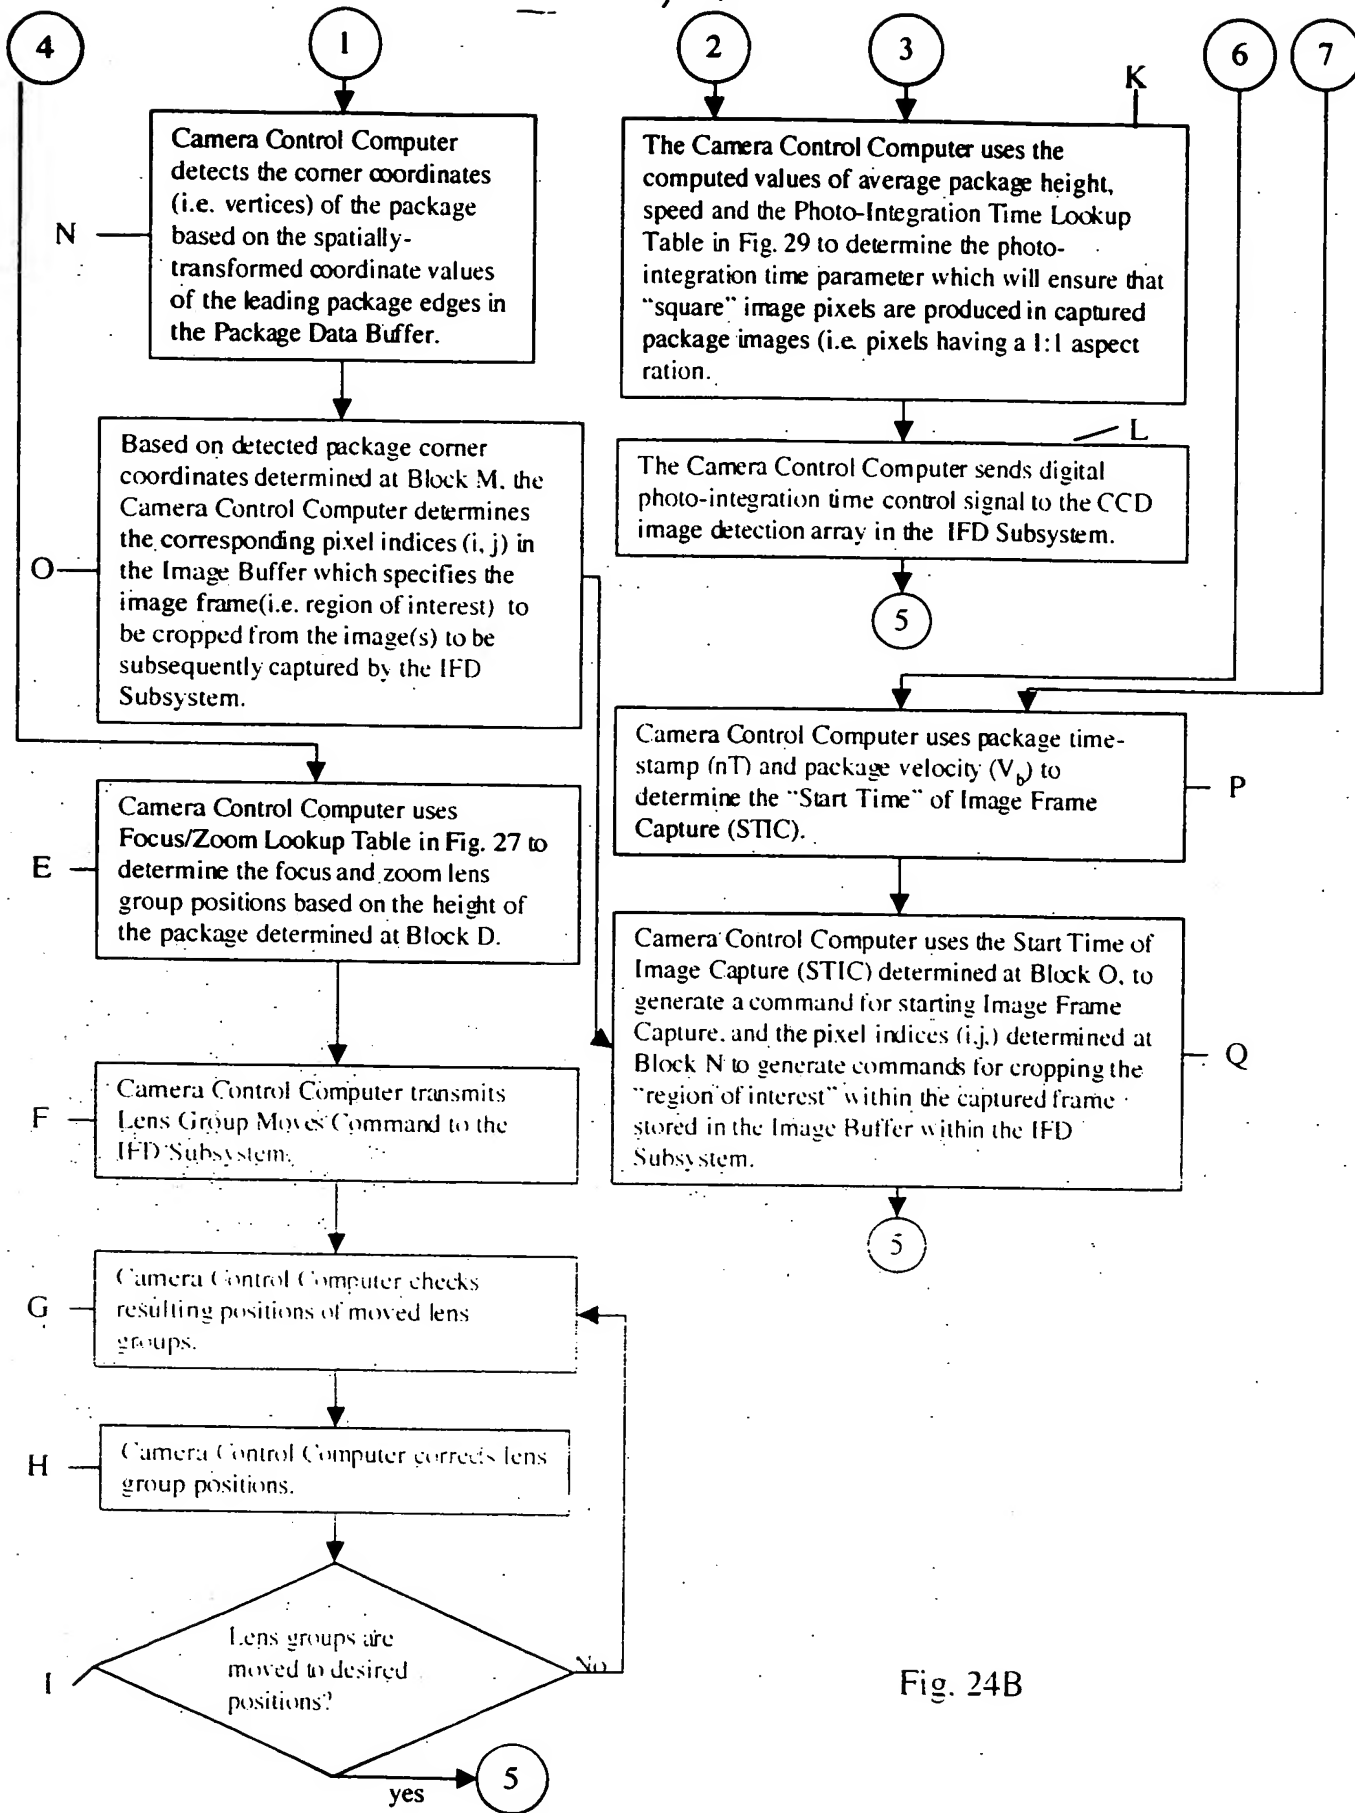 4
1
2
3
6
7
K
Camera Control Computer
detects the corner coordinates
(i.e. vertices) of the package
based on the spatially-
transformed coordinate values
of the leading package edges in
the Package Data Buffer.
N
The Camera Control Computer uses the
computed values of average package height,
speed and the Photo-Integration Time Lookup
Table in Fig. 29 to determine the photo-
integration time parameter which will ensure that
“square” image pixels are produced in captured
package images (i.e. pixels having a 1:1 aspect
ration.
L
Based on detected package corner
coordinates determined at Block M, the
Camera Control Computer determines
the corresponding pixel indices (i, j) in
the Image Buffer which specifies the
image frame(i.e. region of interest) to
be cropped from the image(s) to be
subsequently captured by the IFD
Subsystem.
O
The Camera Control Computer sends digital
photo-integration time control signal to the CCD
image detection array in the IFD Subsystem.
5
Camera Control Computer uses package time-
stamp (nT) and package velocity (Vb) to
determine the “Start Time” of Image Frame
Capture (STIC).
P
Camera Control Computer uses
Focus/Zoom Lookup Table in Fig. 27 to
determine the focus and zoom lens
group positions based on the height of
the package determined at Block D.
E
Camera Control Computer uses the Start Time of
Image Capture (STIC) determined at Block O, to
generate a command for starting Image Frame
Capture, and the pixel indices (i.j.) determined at
Block N to generate commands for cropping the
“region of interest” within the captured frame
stored in the Image Buffer within the IFD
Subsystem.
Q
5
Camera Control Computer transmits
Lens Group Moves Command to the
IFD Subsystem.
F
Camera Control Computer checks
resulting positions of moved lens
groups.
G
Camera Control Computer corrects lens
group positions.
H
Lens groups are
moved to desired
positions?
I
No
yes
5
Fig. 24B